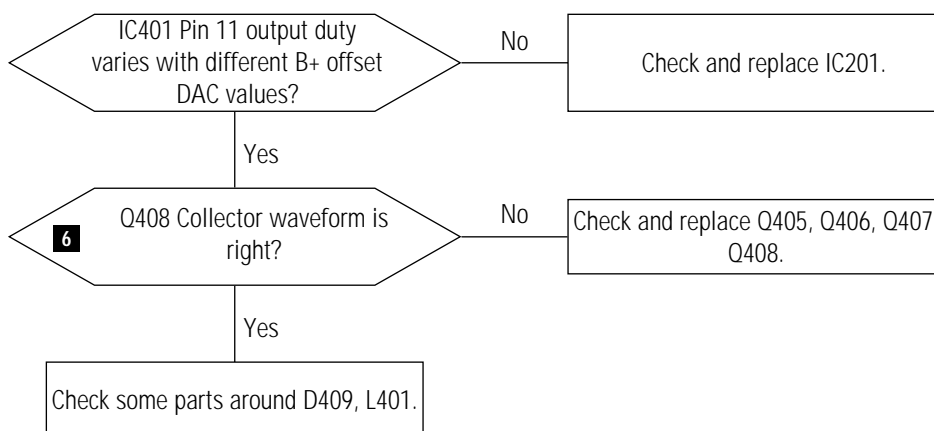 IC401 Pin 11 output duty
varies with different B+ offset
DAC values?
No
Check and replace IC201.
Yes
6
Q408 Collector waveform is
right?
No
Check and replace Q405, Q406, Q407
Q408.
Yes
Check some parts around D409, L401.